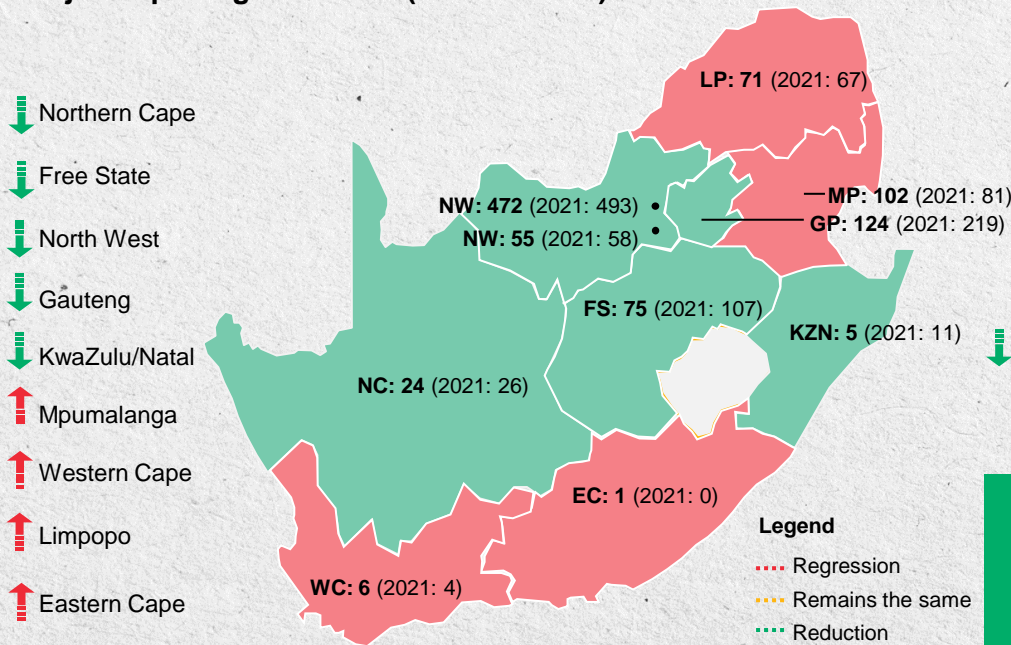 Northern Cape
Free State
North West
Gauteng
KwaZulu/Natal
Mpumalanga
Western Cape
Limpopo
Eastern Cape
LP: 71 (2021: 67)
MP: 102 (2021: 81)
GP: 124 (2021: 219)
NW: 472 (2021: 493)
NW: 55 (2021: 58)
FS: 75 (2021: 107)
KZN: 5 (2021: 11)
NC: 24 (2021: 26)
EC: 1 (2021: 0)
WC: 6 (2021: 4)
Legend
Regression
Remains the same
Reduction